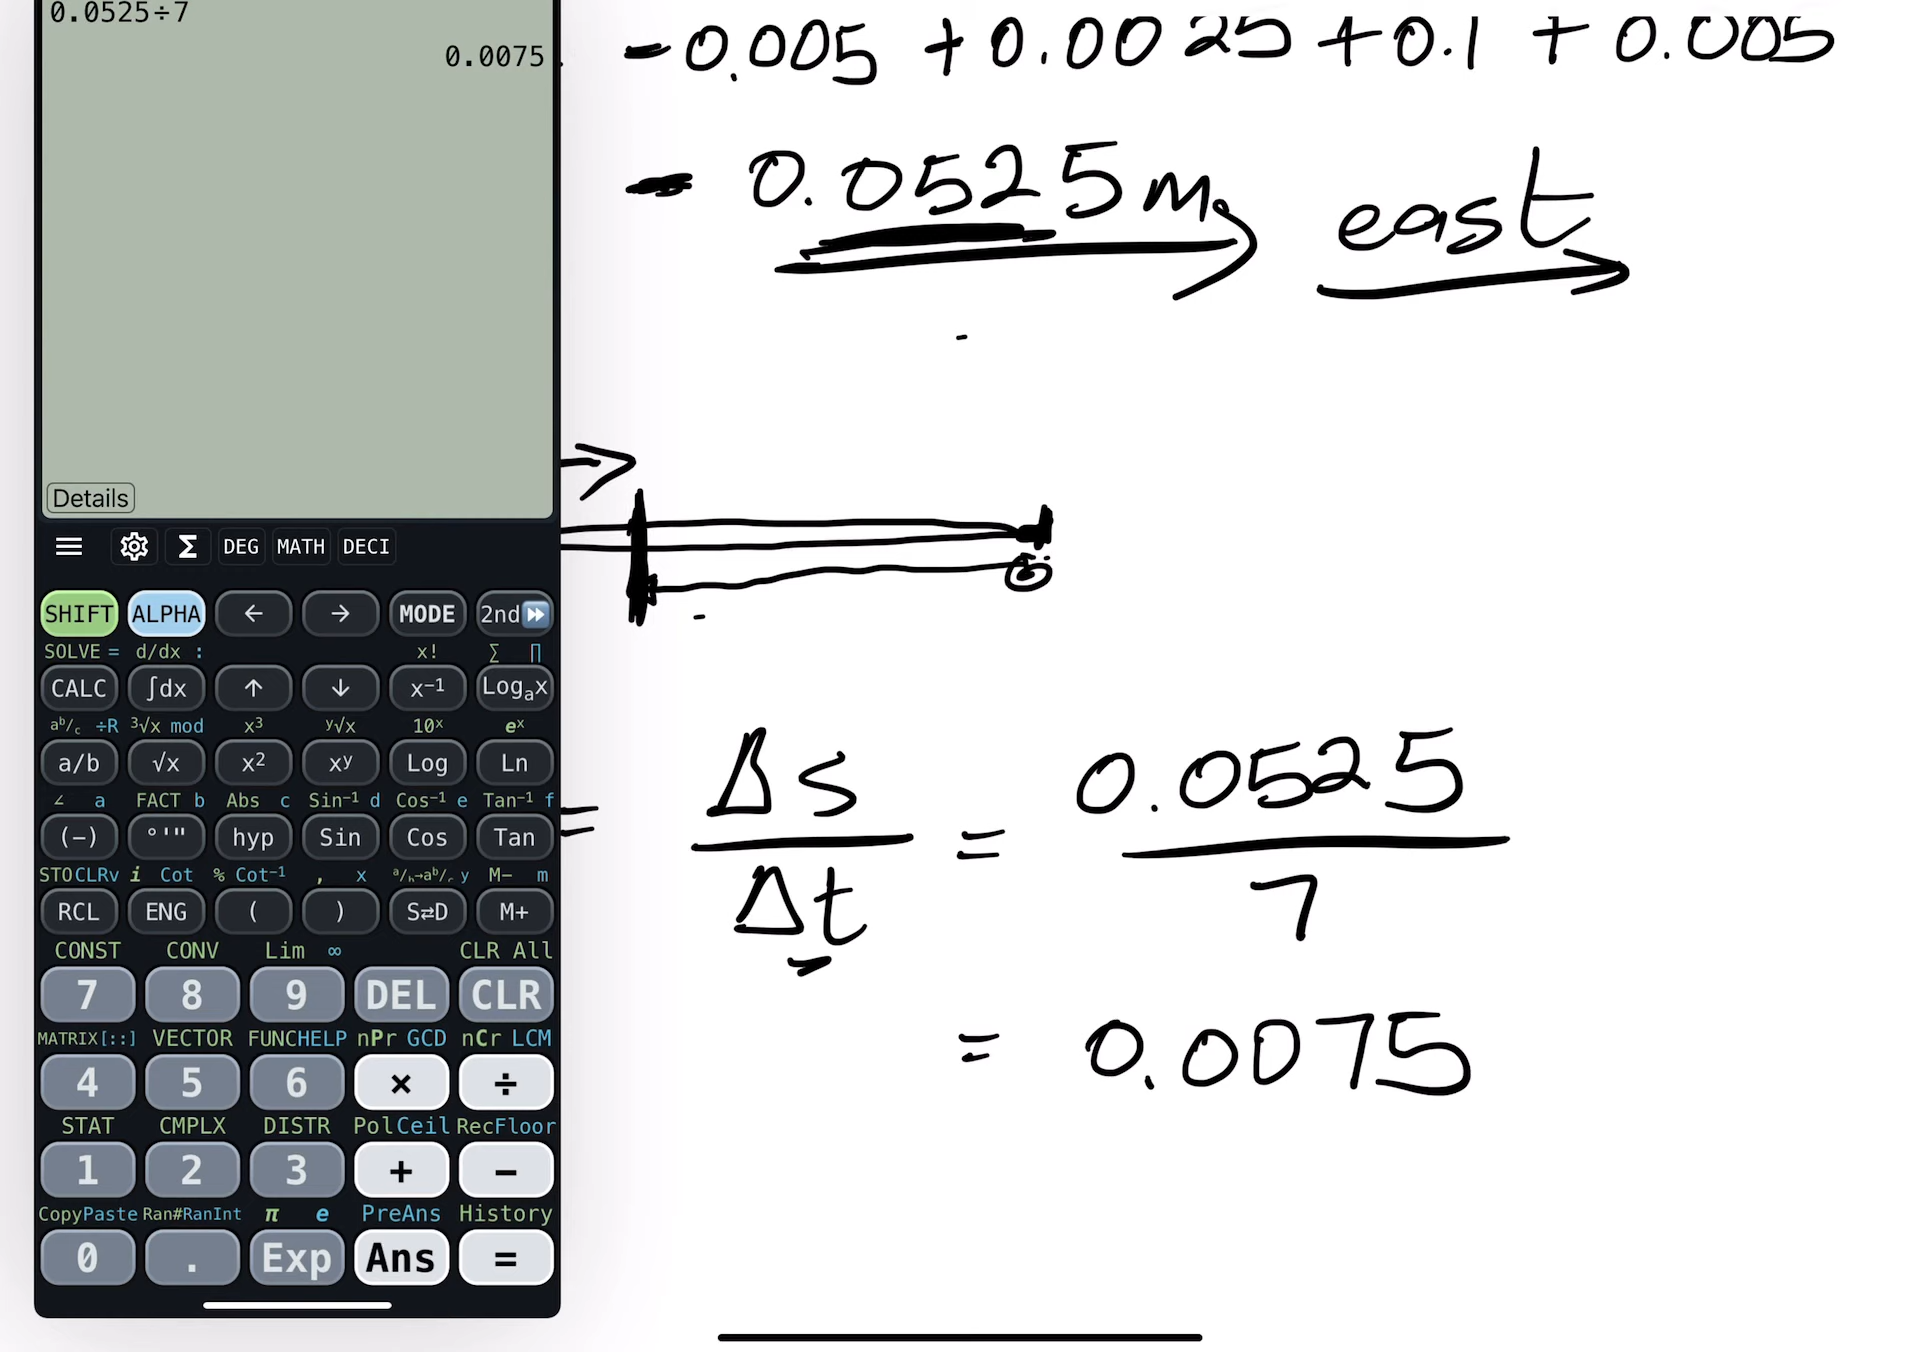 0.0525÷7
0.0075
Details
DEG MATH DECI
SHIFT ALPHA ← → MODE 2nd
SOLVE = d/dx : x! ∑ ∏
CALC ∫dx ↑ ↓ x⁻¹ Logₐx
aᵇ/c ÷R ³√x mod x³ ʸ√x 10ˣ eˣ
a/b √x x² xʸ Log Ln
∠ a FACT b Abs c Sin⁻¹ d Cos⁻¹ e Tan⁻¹ f
(−) °'" hyp Sin Cos Tan
STO CLRv i Cot % Cot⁻¹ , x y M− m
RCL ENG ( ) S⇄D M+
CONST CONV Lim ∞ CLR All
7 8 9 DEL CLR
MATRIX[::] VECTOR FUNC HELP nPr GCD nCr LCM
4 5 6 × ÷
STAT CMPLX DISTR Pol Ceil Rec Floor
1 2 3 + −
Copy Paste Ran# RanInt π e PreAns History
0 . Exp Ans =
-0.005 + 0.0025 + 0.1 + 0.005
- 0.0525 m, east
= Δs/Δt = 0.0525/7
= 0.0075